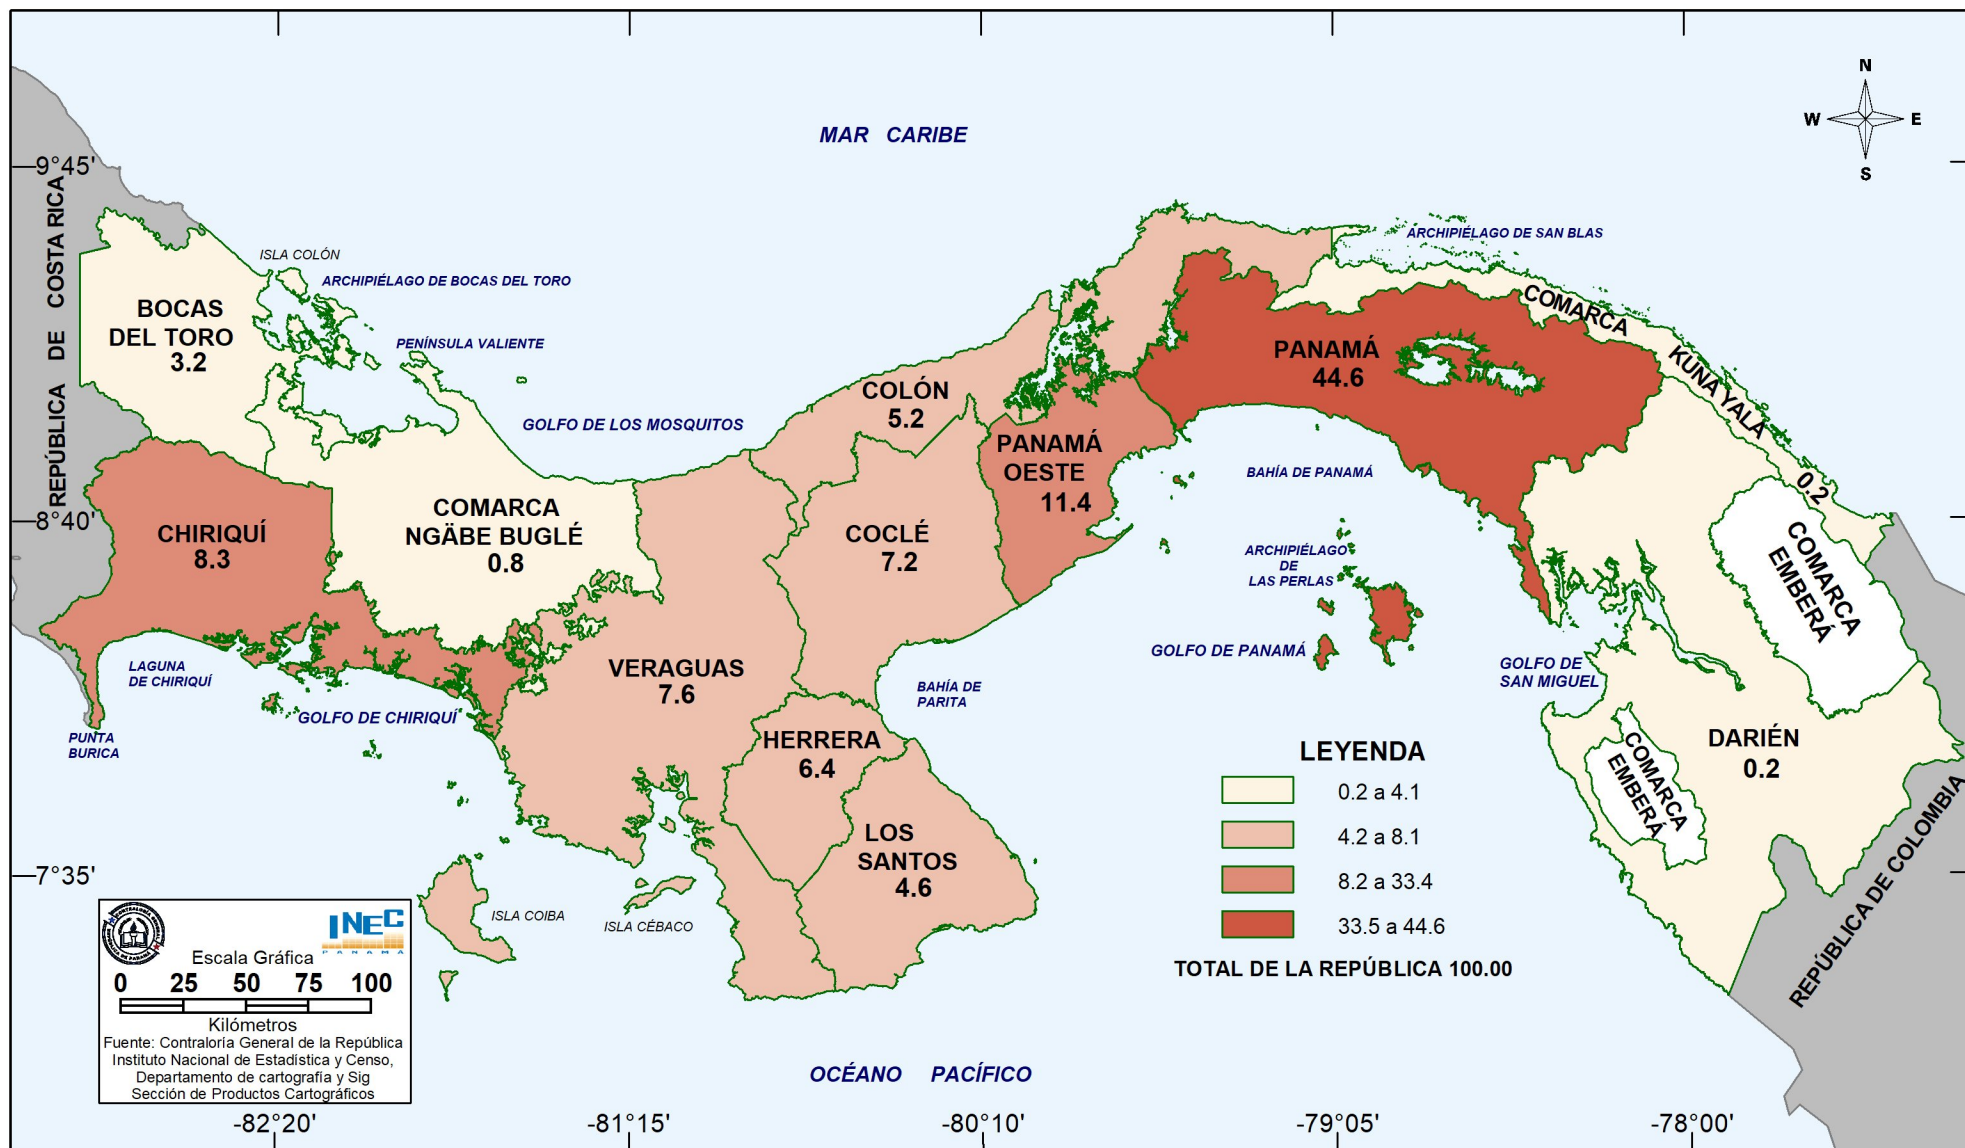 N
W E
S
MAR CARIBE
9°45'
8°40'
7°35'
REPÚBLICA DE COSTA RICA
ISLA COLÓN
ARCHIPIÉLAGO DE BOCAS DEL TORO
ARCHIPIÉLAGO DE SAN BLAS
BOCAS
DEL TORO
3.2
PENÍNSULA VALIENTE
GOLFO DE LOS MOSQUITOS
COMARCA
KÚNA YALÁ
0.2
PANAMÁ
44.6
COLÓN
5.2
PANAMÁ
OESTE
11.4
BAHÍA DE PANAMÁ
CHIRIQUÍ
8.3
COMARCA
NGÄBE BUGLÉ
0.8
COCLÉ
7.2
ARCHIPIÉLAGO
DE
LAS PERLAS
COMARCA
EMBERÁ
LAGUNA
DE CHIRIQUÍ
GOLFO DE CHIRIQUÍ
PUNTA
BURICA
VERAGUAS
7.6
BAHÍA DE
PARITA
GOLFO DE PANAMÁ
GOLFO DE
SAN MIGUEL
HERRERA
6.4
LOS
SANTOS
4.6
DARIÉN
0.2
COMARCA
EMBERÁ
REPÚBLICA DE COLOMBIA
ISLA COIBA
ISLA CÉBACO
LEYENDA
0.2 a 4.1
4.2 a 8.1
8.2 a 33.4
33.5 a 44.6
TOTAL DE LA REPÚBLICA 100.00
INEC
PANAMÁ
Escala Gráfica
0 25 50 75 100
Kilómetros
Fuente: Contraloría General de la República
Instituto Nacional de Estadística y Censo,
Departamento de cartografía y Sig
Sección de Productos Cartográficos
OCÉANO PACÍFICO
-82°20' -81°15' -80°10' -79°05' -78°00'